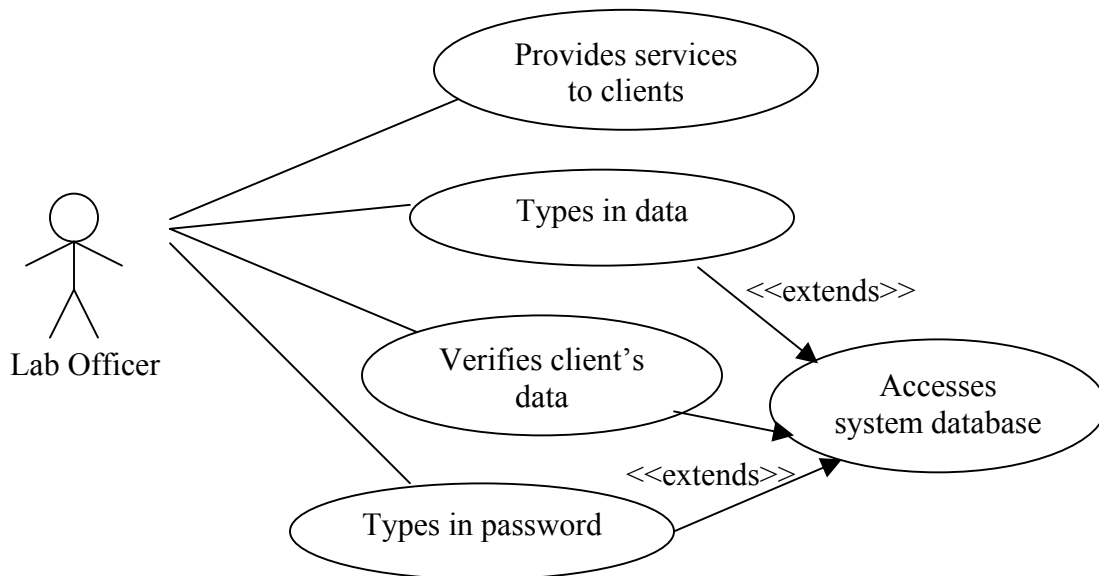 Provides services
to clients
Types in data
<<extends>>
Lab Officer
Verifies client’s
data
Accesses
system database
<<extends>>
Types in password